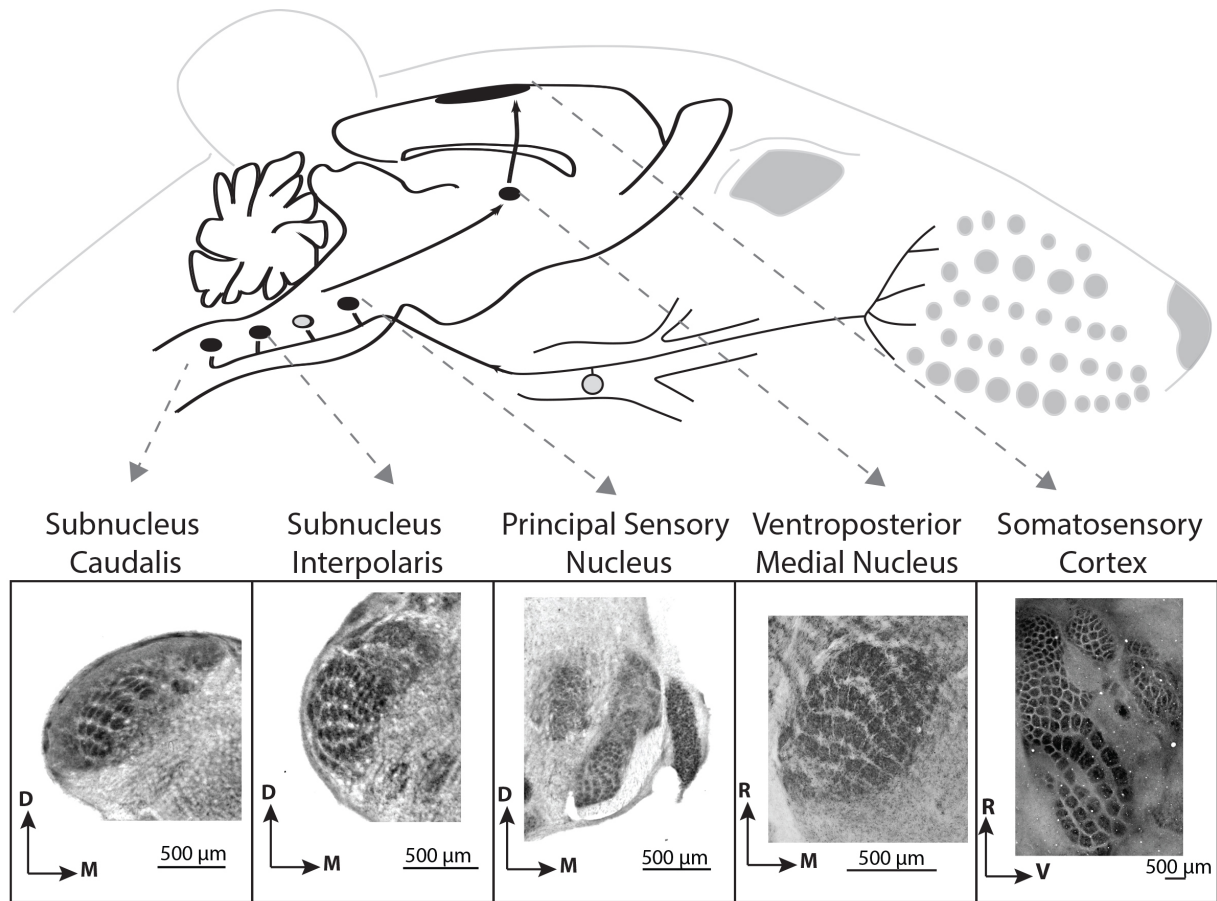 Subnucleus
Caudalis
Subnucleus
Interpolaris
Principal Sensory
Nucleus
Ventroposterior
Medial Nucleus
Somatosensory
Cortex
D
M
500 µm
D
M
500 µm
D
M
500 µm
R
M
500 µm
R
V
500 µm